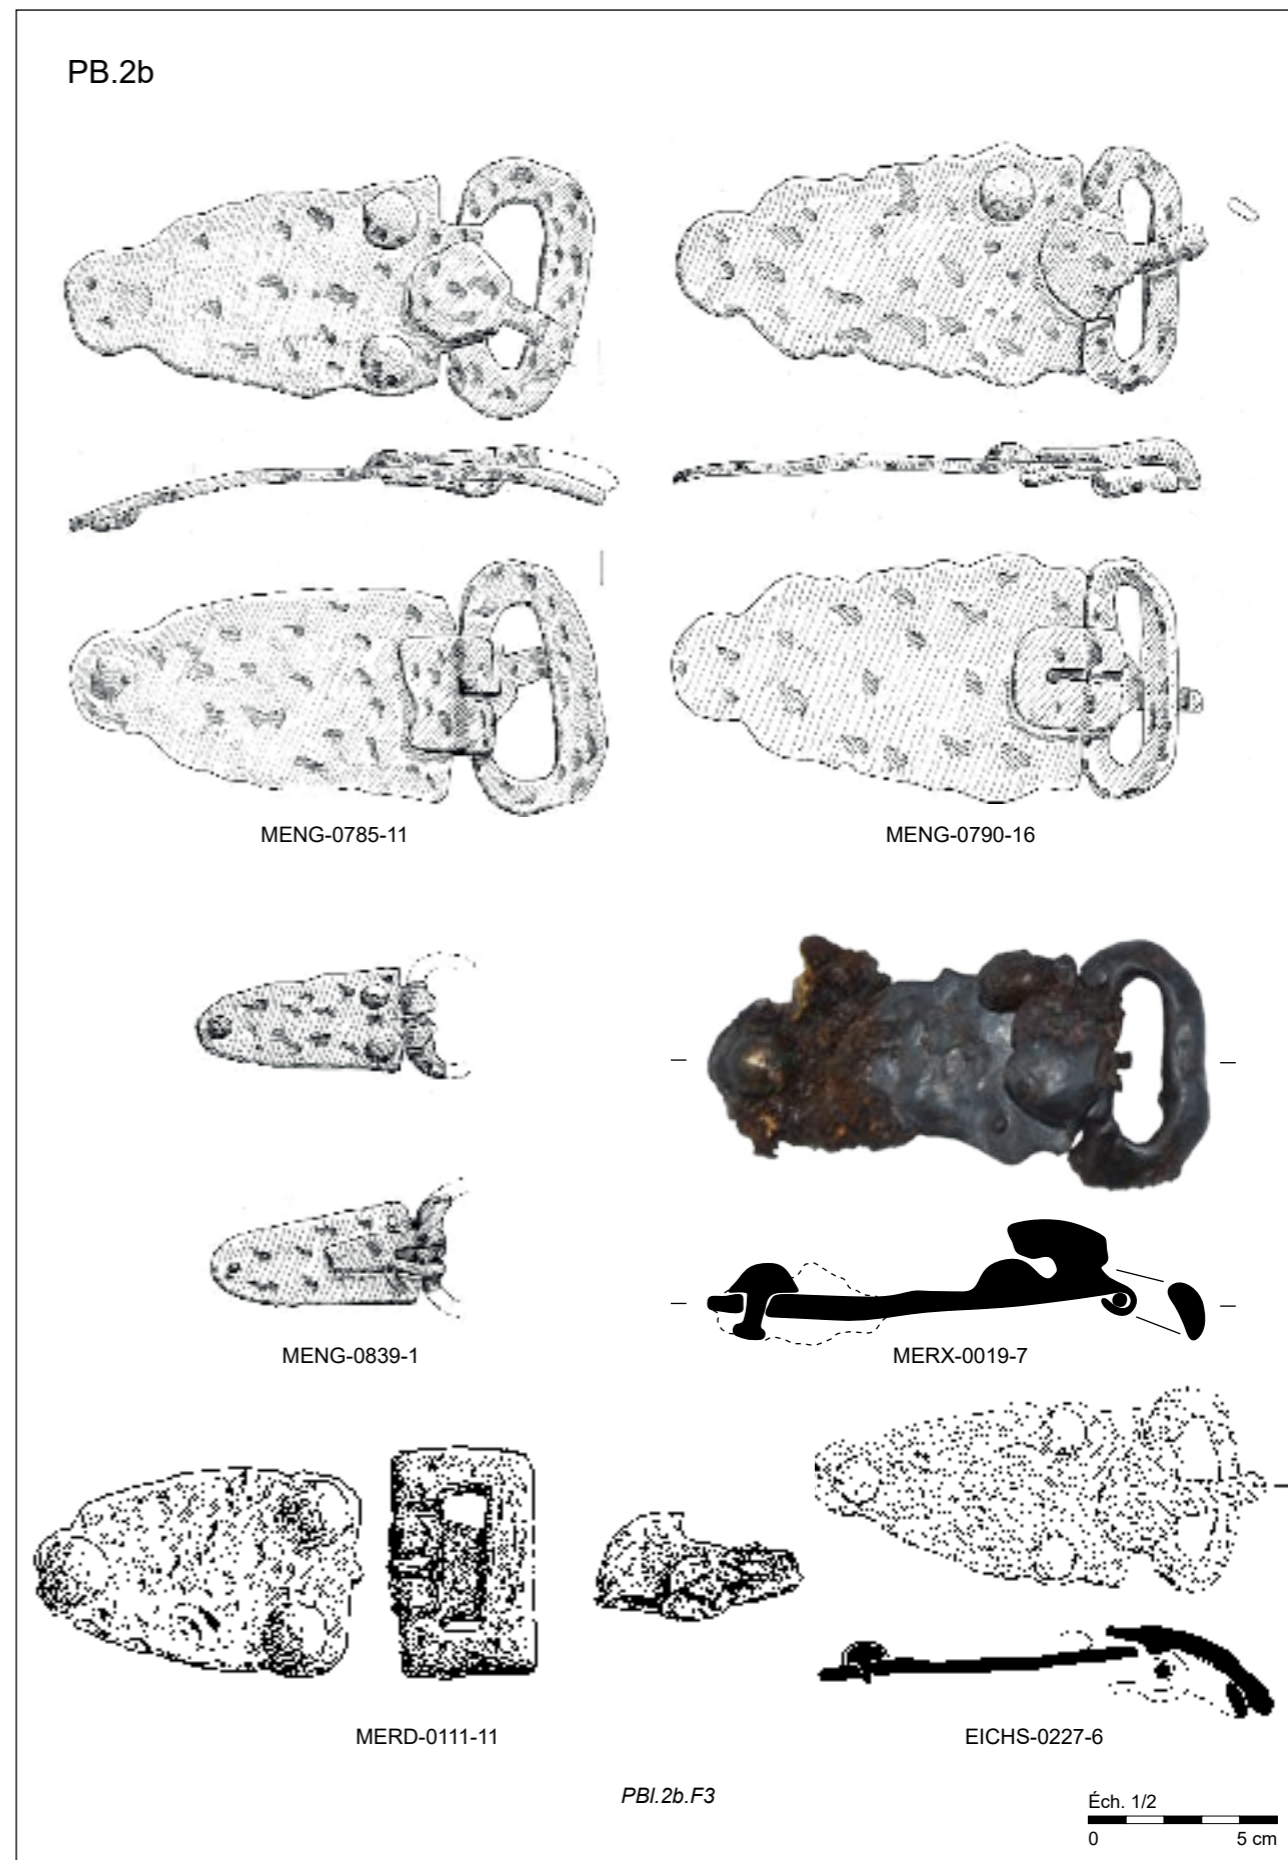 PB.2b
MENG-0785-11
MENG-0790-16
MENG-0839-1
MERX-0019-7
MERD-0111-11
EICHS-0227-6
PBl.2b.F3
Éch. 1/2
0 5 cm